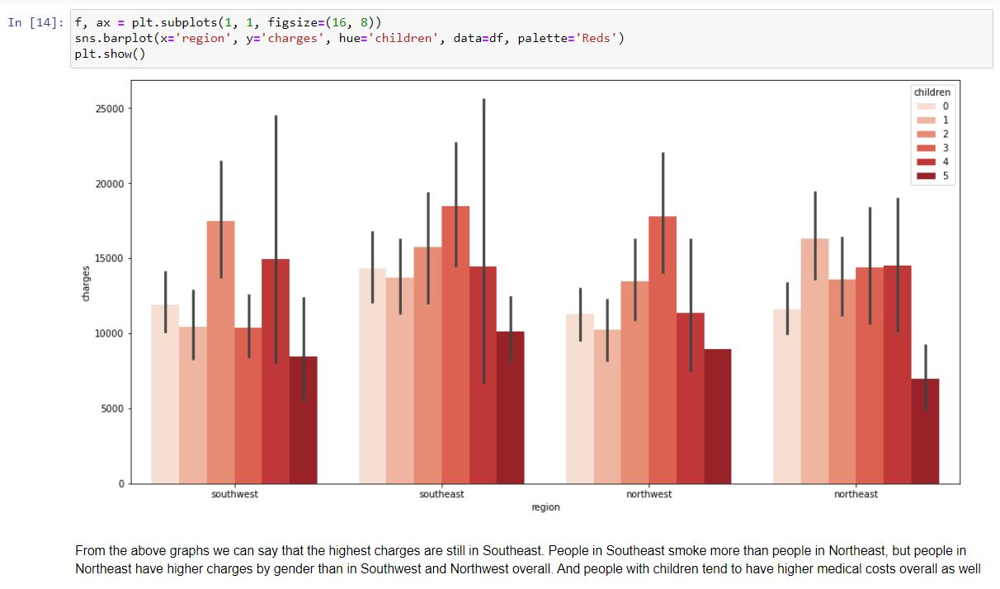 In [14]: f, ax = plt.subplots(1, 1, figsize=(16, 8))
sns.barplot(x='region', y='charges', hue='children', data=df, palette='Reds')
plt.show()
children
0
1
2
3
4
5
25000
20000
15000
10000
5000
0
charges
southwest southeast northwest northeast
region
From the above graphs we can say that the highest charges are still in Southeast. People in Southeast smoke more than people in Northeast, but people in
Northeast have higher charges by gender than in Southwest and Northwest overall. And people with children tend to have higher medical costs overall as well